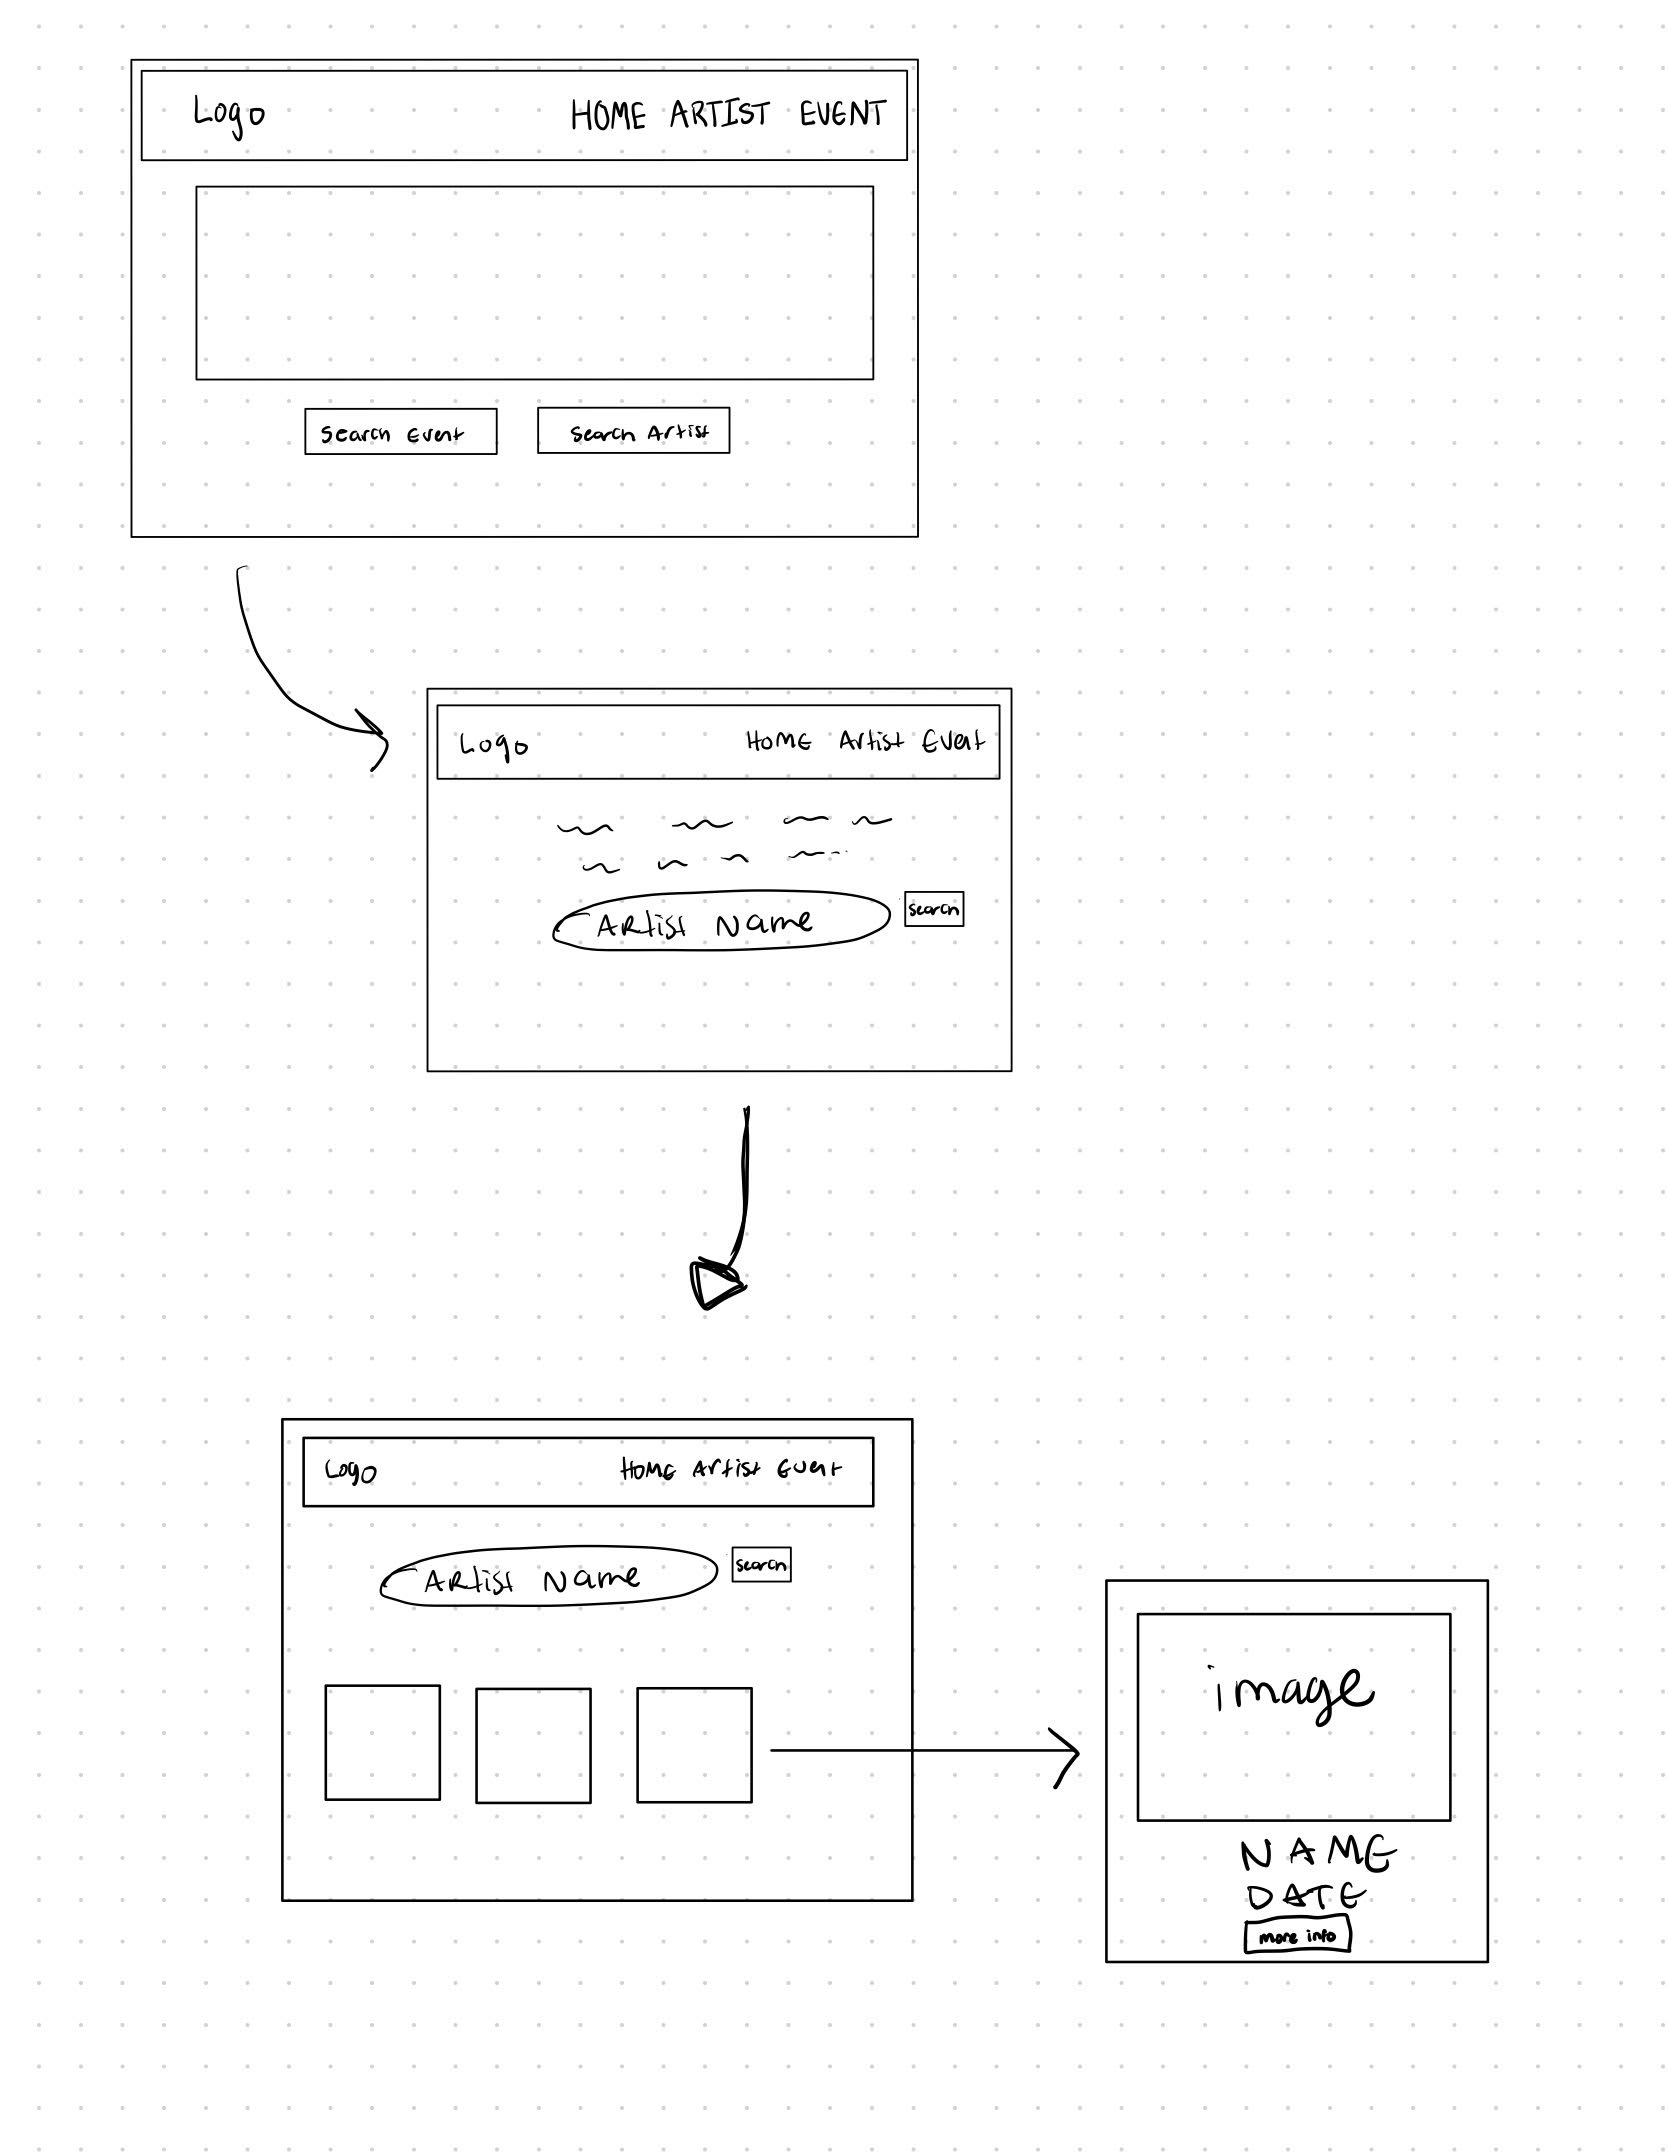 Logo HOME ARTIST EVENT
Search Event Search Artist
Logo Home Artist Event
Artist Name search
Logo Home Artist Event
Artist Name search
image
NAME
DATE
more info